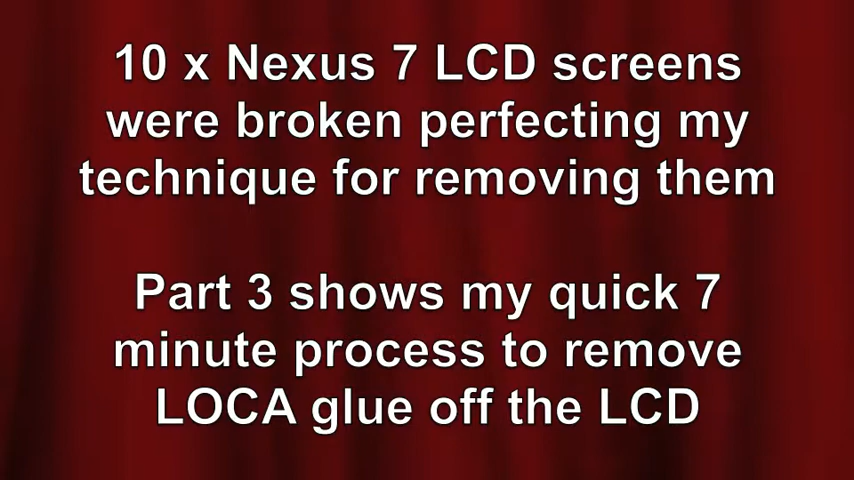 10 x Nexus 7 LCD screens
were broken perfecting my
technique for removing them
Part 3 shows my quick 7
minute process to remove
LOCA glue off the LCD